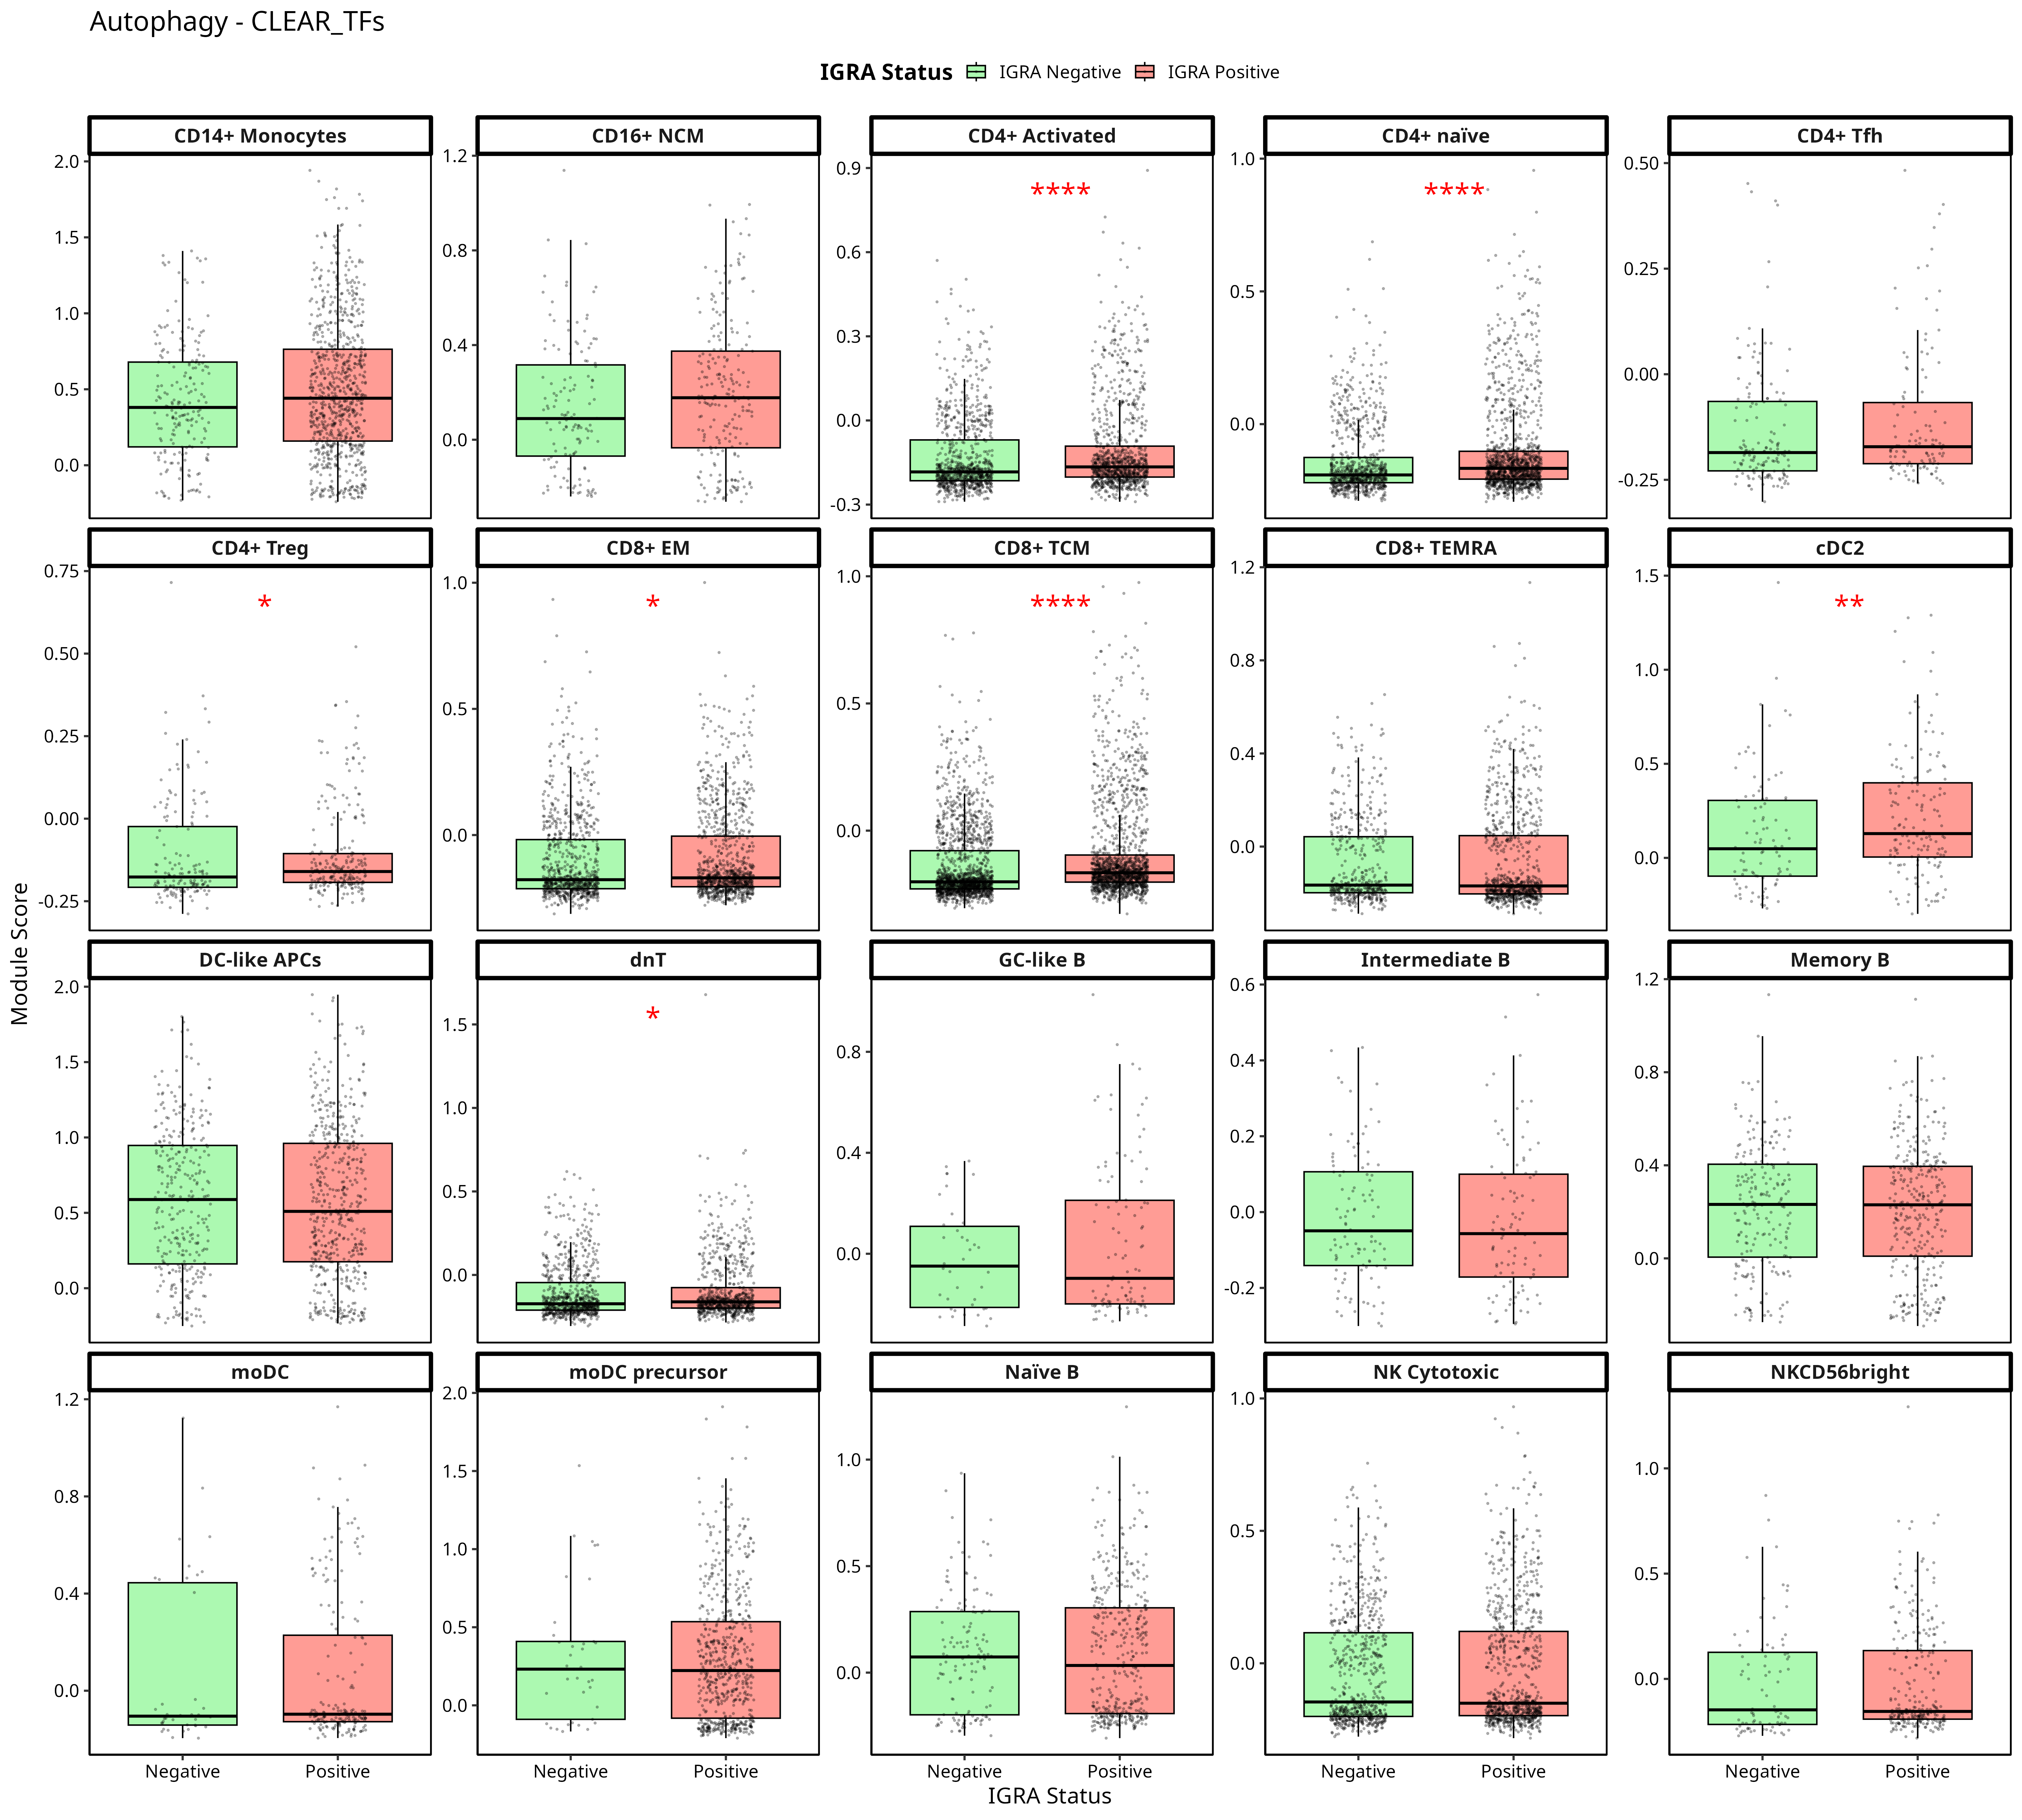 Autophagy - CLEAR_TFs
IGRA Status IGRA Negative IGRA Positive
CD14+ Monocytes CD16+ NCM CD4+ Activated CD4+ naïve CD4+ Tfh
2.0 1.5 1.0 0.5 0.0
1.2 0.8 0.4 0.0
**** 0.9 0.6 0.3 0.0 -0.3
**** 1.0 0.5 0.0
0.50 0.25 0.00 -0.25
CD4+ Treg CD8+ EM CD8+ TCM CD8+ TEMRA cDC2
* 0.75 0.50 0.25 0.00 -0.25
* 1.0 0.5 0.0
**** 1.0 0.5 0.0
1.2 0.8 0.4 0.0
** 1.5 1.0 0.5 0.0
DC-like APCs dnT GC-like B Intermediate B Memory B
2.0 1.5 1.0 0.5 0.0
* 1.5 1.0 0.5 0.0
0.8 0.4 0.0
0.6 0.4 0.2 0.0 -0.2
1.2 0.8 0.4 0.0
moDC moDC precursor Naïve B NK Cytotoxic NKCD56bright
1.2 0.8 0.4 0.0
2.0 1.5 1.0 0.5 0.0
1.0 0.5 0.0
1.0 0.5 0.0
1.0 0.5 0.0
Negative Positive Negative Positive Negative Positive Negative Positive Negative Positive
IGRA Status
Module Score